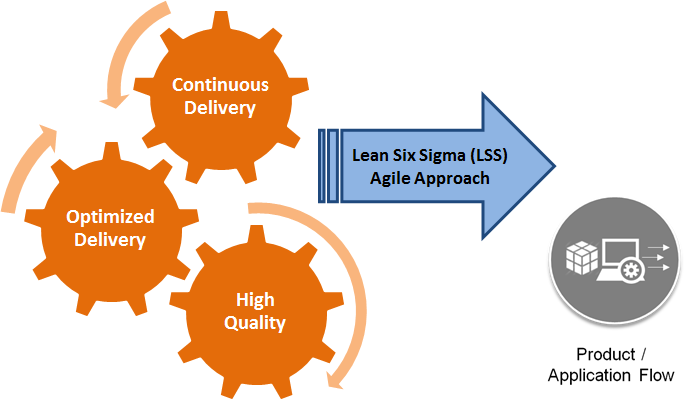 Continuous
Delivery
Optimized
Delivery
High
Quality
Lean Six Sigma (LSS)
Agile Approach
Product /
Application Flow